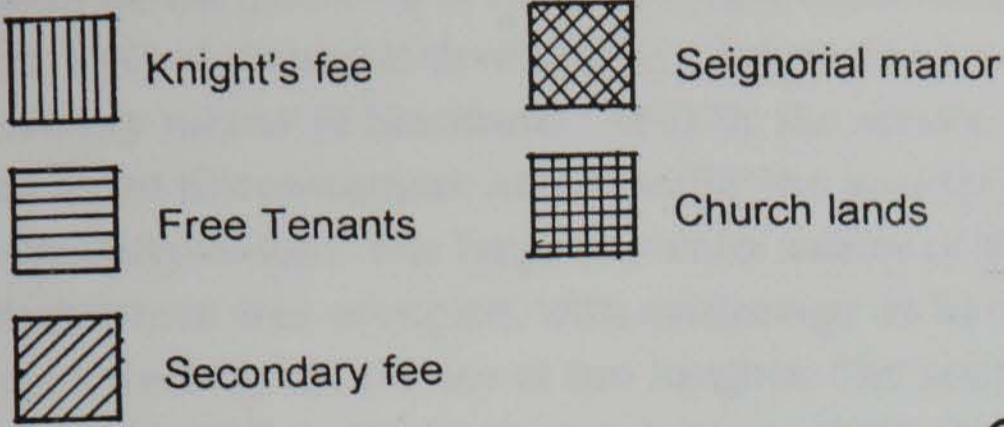 Knight's fee
Seignorial manor
Free Tenants
Church lands
Secondary fee